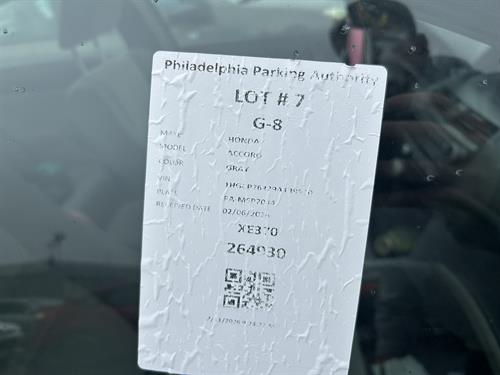 Philadelphia Parking Authority
LOT # 7
G-8
MAKE HONDA
MODEL ACCORD
COLOR GRAY
VIN
PLATE
RECEIVED DATE 02/06/2026
XE370
264930